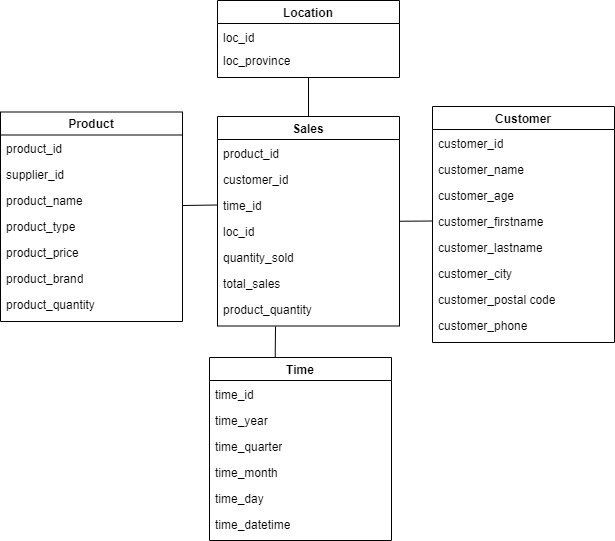 Location
loc_id
loc_province
Product
product_id
supplier_id
product_name
product_type
product_price
product_brand
product_quantity
Sales
product_id
customer_id
time_id
loc_id
quantity_sold
total_sales
product_quantity
Customer
customer_id
customer_name
customer_age
customer_firstname
customer_lastname
customer_city
customer_postal code
customer_phone
Time
time_id
time_year
time_quarter
time_month
time_day
time_datetime